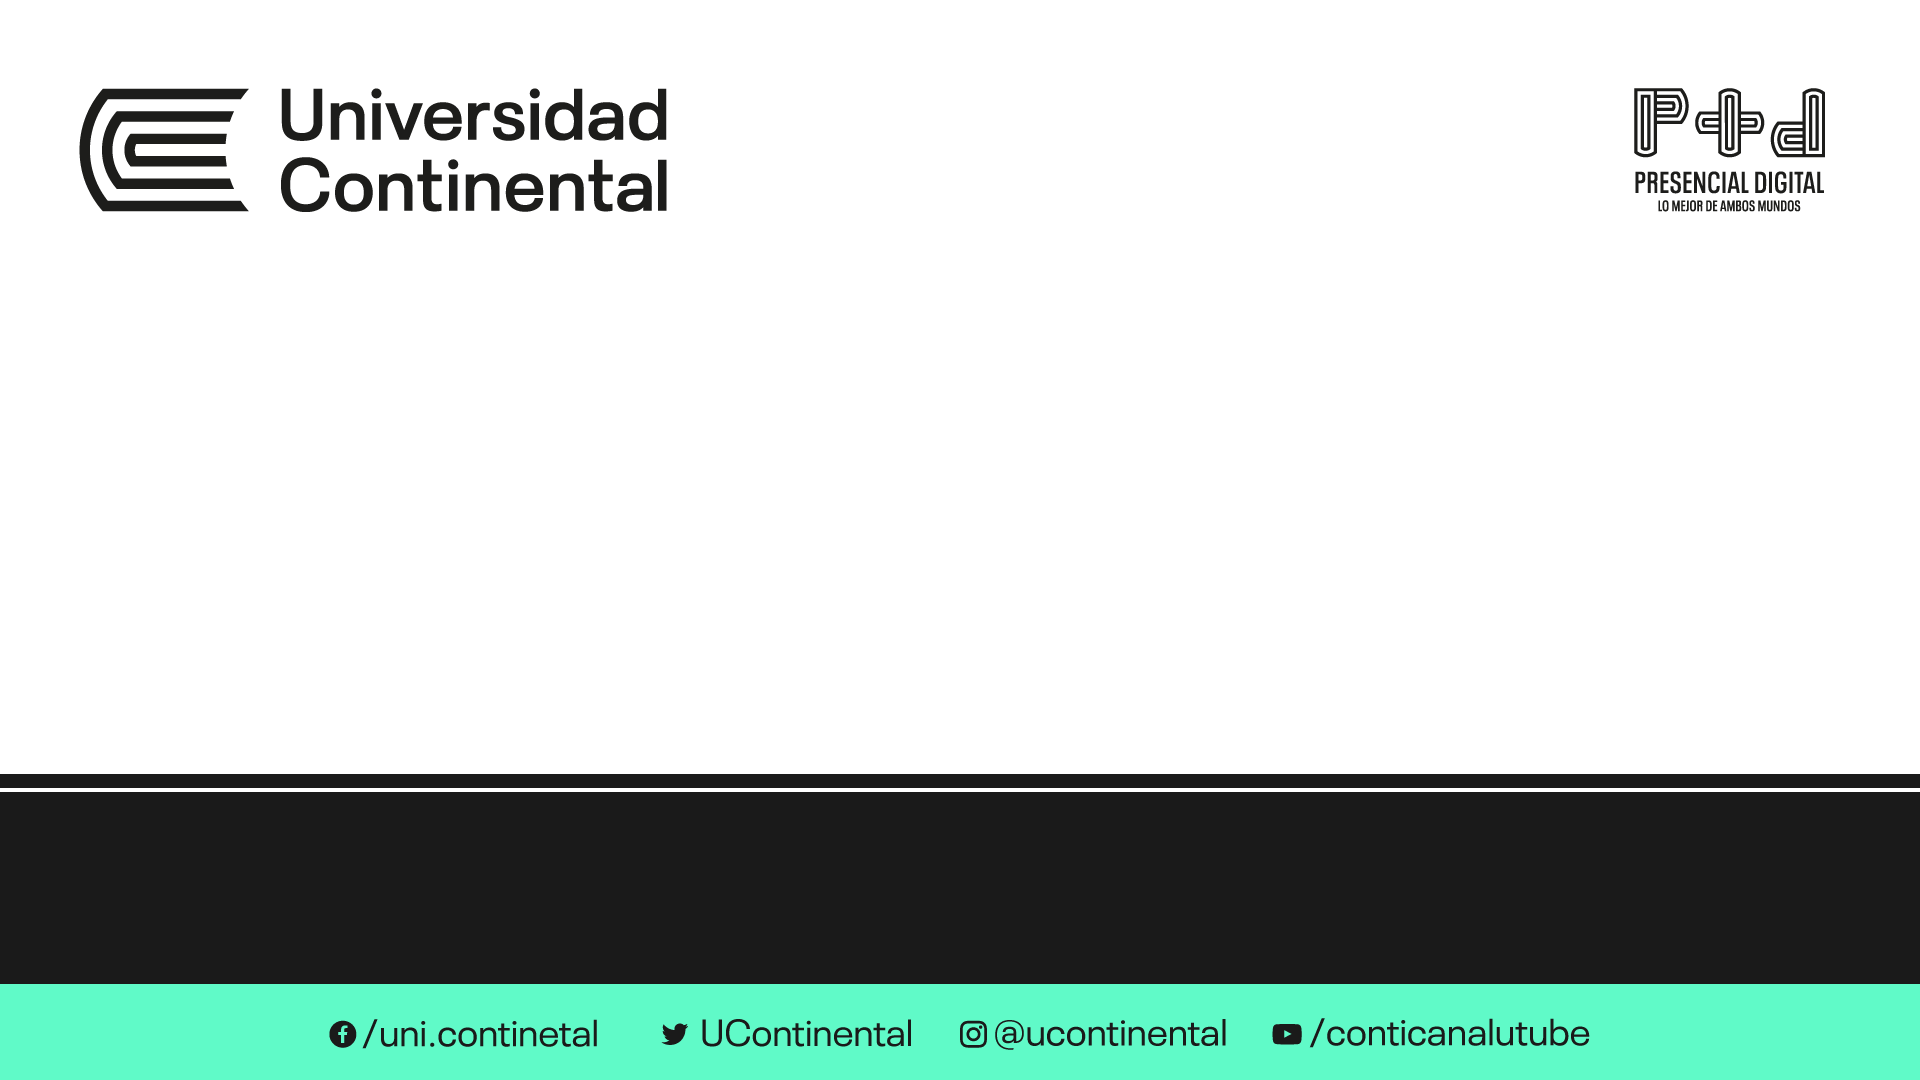 Universidad
Continental
P+d
PRESENCIAL DIGITAL
LO MEJOR DE AMBOS MUNDOS
/uni.continetal
UContinental
@ucontinental
/conticanalutube